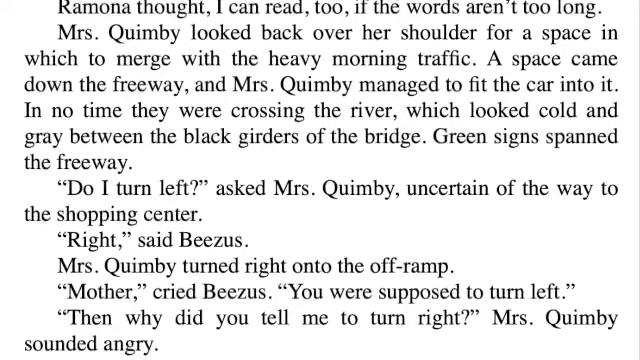 Ramona thought, I can read, too, if the words aren’t too long.
Mrs. Quimby looked back over her shoulder for a space in
which to merge with the heavy morning traffic. A space came
down the freeway, and Mrs. Quimby managed to fit the car into it.
In no time they were crossing the river, which looked cold and
gray between the black girders of the bridge. Green signs spanned
the freeway.
“Do I turn left?” asked Mrs. Quimby, uncertain of the way to
the shopping center.
“Right,” said Beezus.
Mrs. Quimby turned right onto the off-ramp.
“Mother,” cried Beezus. “You were supposed to turn left.”
“Then why did you tell me to turn right?” Mrs. Quimby
sounded angry.